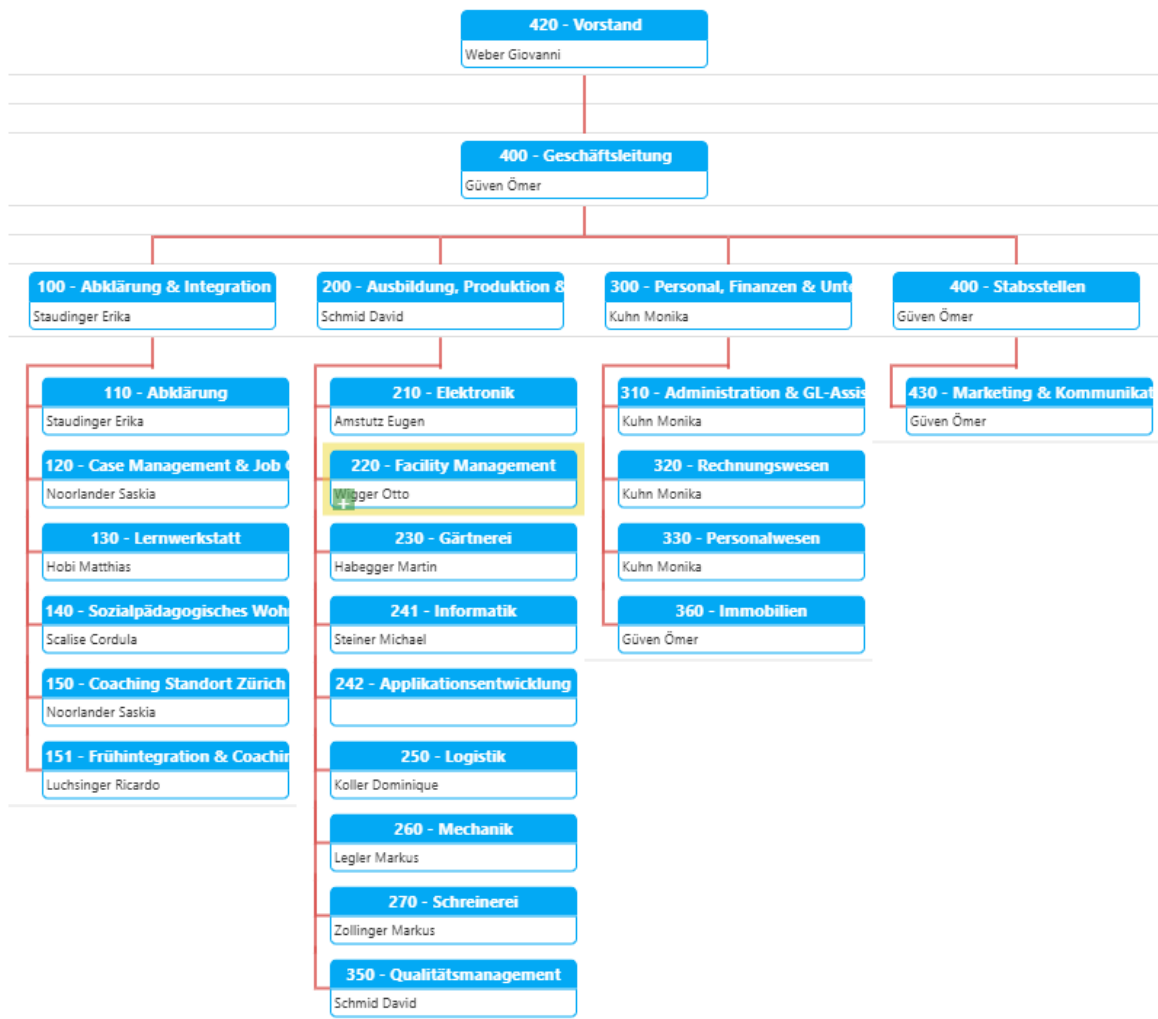 420 - Vorstand
Weber Giovanni
400 - Geschäftsleitung
Güven Ömer
100 - Abklärung & Integration
Staudinger Erika
110 - Abklärung
Staudinger Erika
120 - Case Management & Job
Noorlander Saskia
130 - Lernwerkstatt
Hobi Matthias
140 - Sozialpädagogisches
Scalise Cordula
150 - Coaching Standort Zürich
Noorlander Saskia
151 - Frühintegration &
Luchsinger Ricardo
200 - Ausbildung, Produktion &
Schmid David
210 - Elektronik
Amstutz Eugen
220 - Facility Management
Wigger Otto
230 - Gärtnerei
Habegger Martin
241 - Informatik
Steiner Michael
242 - Applikationsentwicklung
250 - Logistik
Koller Dominique
260 - Mechanik
Legler Markus
270 - Schreinerei
Zollinger Markus
350 - Qualitätsmanagement
Schmid David
300 - Personal, Finanzen &
Kuhn Monika
310 - Administration & GL-Assis
Kuhn Monika
320 - Rechnungswesen
Kuhn Monika
330 - Personalwesen
Kuhn Monika
360 - Immobilien
Güven Ömer
400 - Stabsstellen
Güven Ömer
430 - Marketing & Kommunikat
Güven Ömer